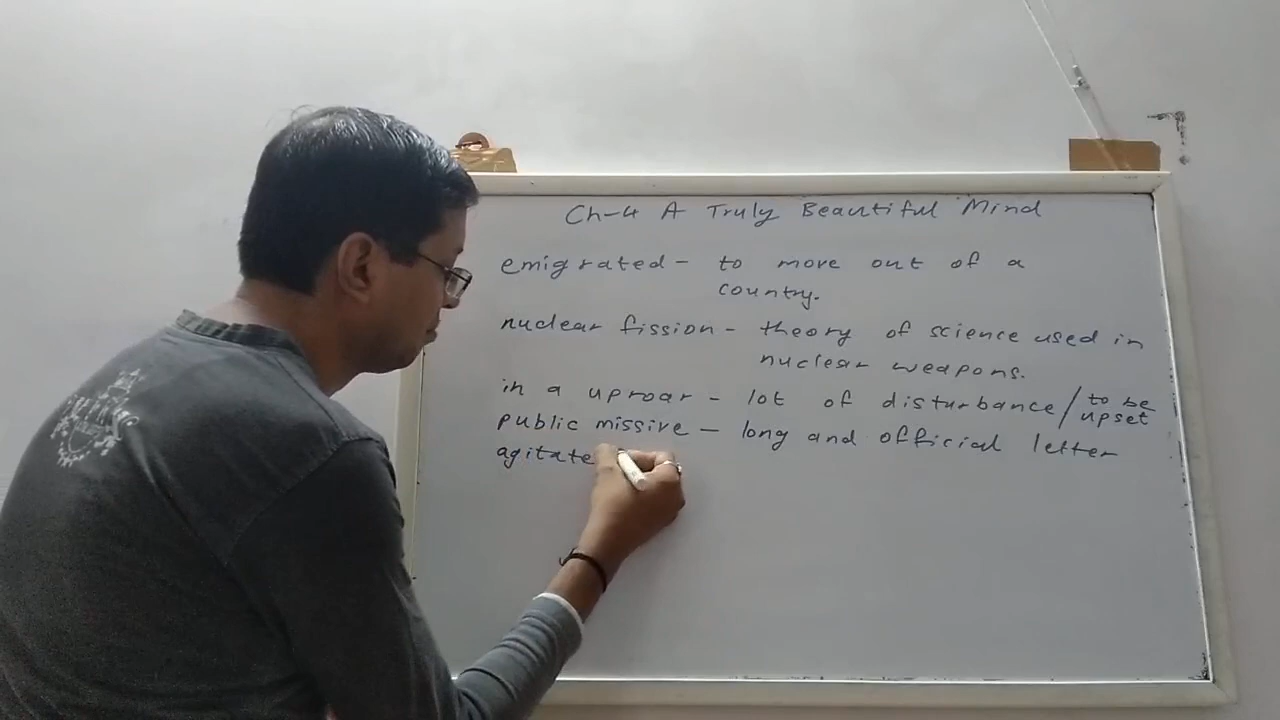 Ch-4 A Truly Beautiful Mind
emigrated - to move out of a
country.
nuclear fission - theory of science used in
nuclear weapons.
in a uproar - lot of disturbance / to be
upset
public missive - long and official letter
agitate